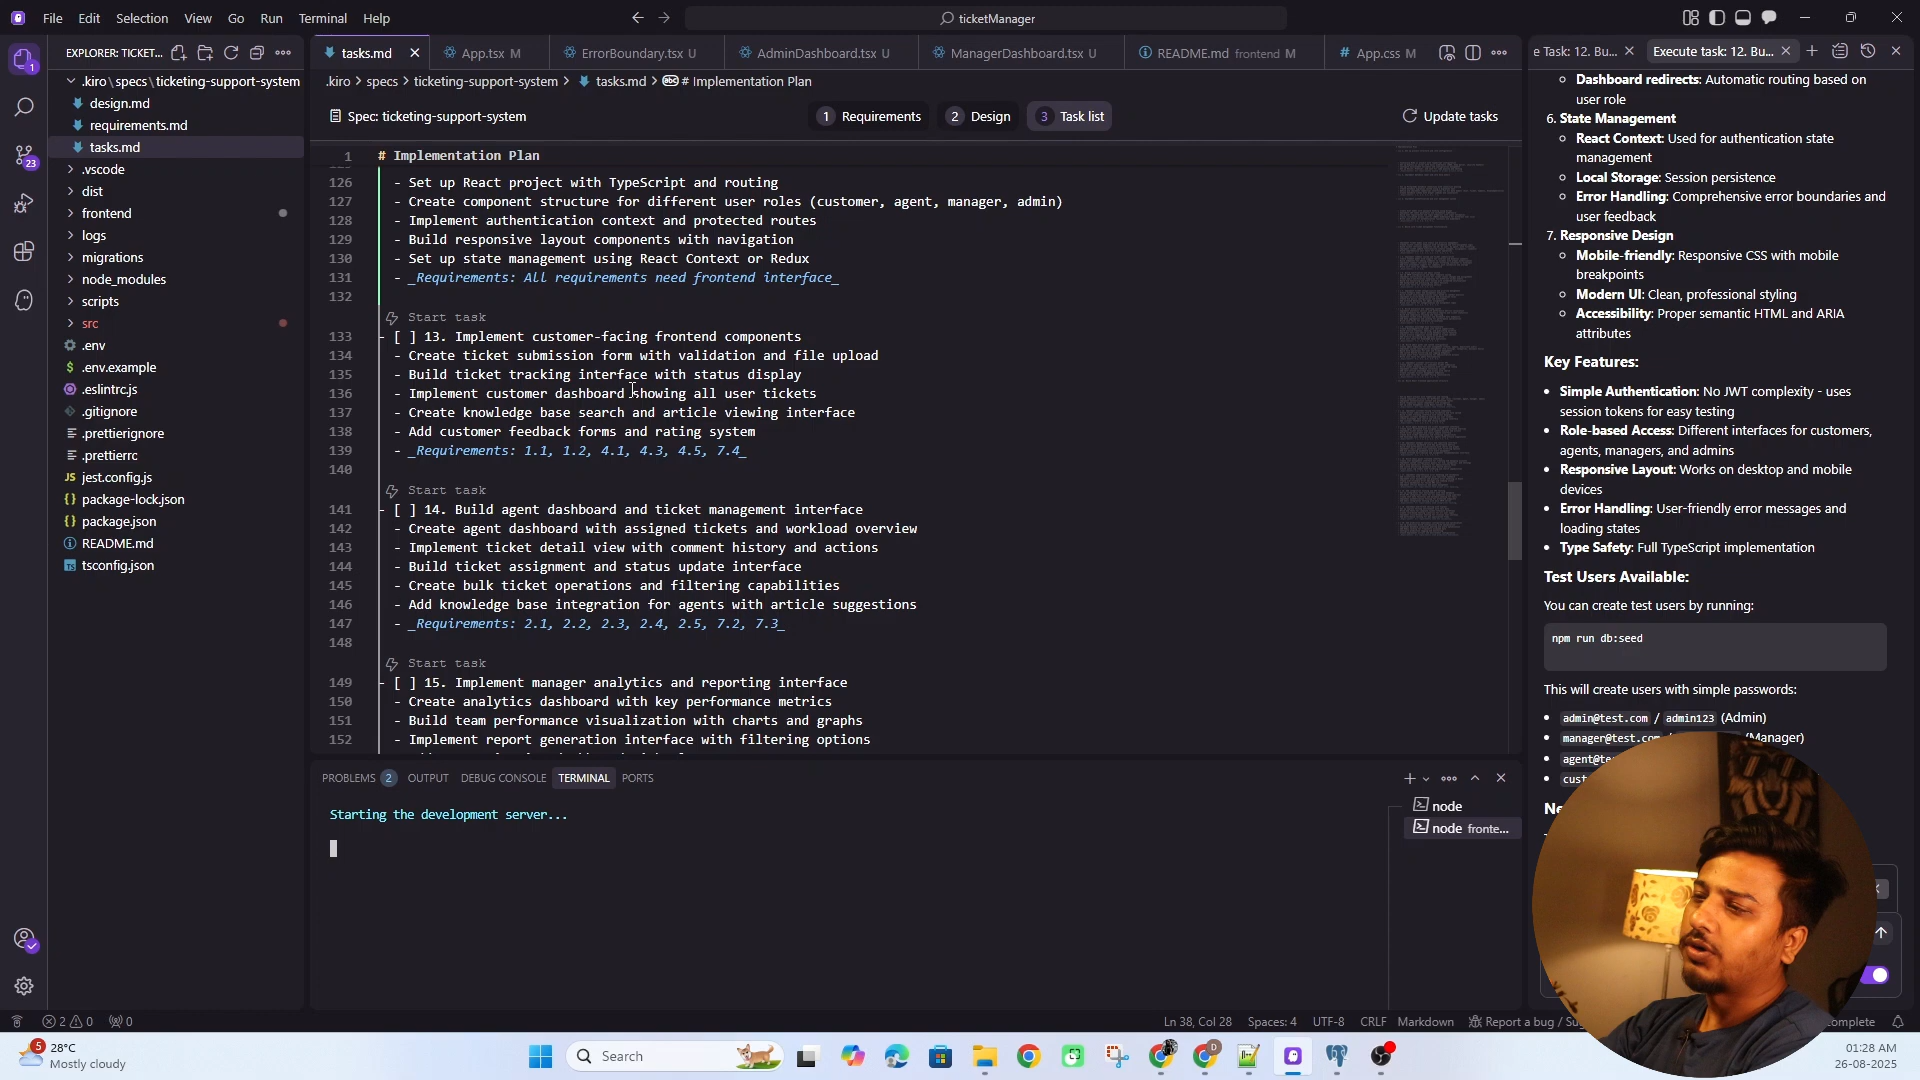 File Edit Selection View Go Run Terminal Help
ticketManager
EXPLORER: TICKET...
.kiro\specs\ticketing-support-system
design.md
requirements.md
tasks.md
.vscode
dist
frontend
logs
migrations
node_modules
scripts
src
.env
.env.example
.eslintrc.js
.gitignore
.prettierignore
.prettierrc
jest.config.js
package-lock.json
package.json
README.md
tsconfig.json
1
23
tasks.md
App.tsx M
ErrorBoundary.tsx U
AdminDashboard.tsx U
ManagerDashboard.tsx U
README.md frontend M
App.css M
.kiro > specs > ticketing-support-system > tasks.md > # Implementation Plan
Spec: ticketing-support-system
1 Requirements
2 Design
3 Task list
Update tasks
1 # Implementation Plan
126 - Set up React project with TypeScript and routing
127 - Create component structure for different user roles (customer, agent, manager, admin)
128 - Implement authentication context and protected routes
129 - Build responsive layout components with navigation
130 - Set up state management using React Context or Redux
131 - _Requirements: All requirements need frontend interface_
132
Start task
133 - [ ] 13. Implement customer-facing frontend components
134 - Create ticket submission form with validation and file upload
135 - Build ticket tracking interface with status display
136 - Implement customer dashboard showing all user tickets
137 - Create knowledge base search and article viewing interface
138 - Add customer feedback forms and rating system
139 - _Requirements: 1.1, 1.2, 4.1, 4.3, 4.5, 7.4_
140
Start task
141 - [ ] 14. Build agent dashboard and ticket management interface
142 - Create agent dashboard with assigned tickets and workload overview
143 - Implement ticket detail view with comment history and actions
144 - Build ticket assignment and status update interface
145 - Create bulk ticket operations and filtering capabilities
146 - Add knowledge base integration for agents with article suggestions
147 - _Requirements: 2.1, 2.2, 2.3, 2.4, 2.5, 7.2, 7.3_
148
Start task
149 - [ ] 15. Implement manager analytics and reporting interface
150 - Create analytics dashboard with key performance metrics
151 - Build team performance visualization with charts and graphs
152 - Implement report generation interface with filtering options
PROBLEMS 2 OUTPUT DEBUG CONSOLE TERMINAL PORTS
Starting the development server...
node
node fronte...
e Task: 12. Bu...
Execute task: 12. Bu...
Dashboard redirects: Automatic routing based on
user role
6. State Management
React Context: Used for authentication state
management
Local Storage: Session persistence
Error Handling: Comprehensive error boundaries and
user feedback
7. Responsive Design
Mobile-friendly: Responsive CSS with mobile
breakpoints
Modern UI: Clean, professional styling
Accessibility: Proper semantic HTML and ARIA
attributes
Key Features:
Simple Authentication: No JWT complexity - uses
session tokens for easy testing
Role-based Access: Different interfaces for customers,
agents, managers, and admins
Responsive Layout: Works on desktop and mobile
devices
Error Handling: User-friendly error messages and
loading states
Type Safety: Full TypeScript implementation
Test Users Available:
You can create test users by running:
npm run db:seed
This will create users with simple passwords:
admin@test.com / admin123 (Admin)
manager@test.com (Manager)
agent@te
cust
Ne
2 0 0
Ln 38, Col 28 Spaces: 4 UTF-8 CRLF Markdown Report a bug / Su
28°C
Mostly cloudy
5
Search
01:28 AM
26-08-2025